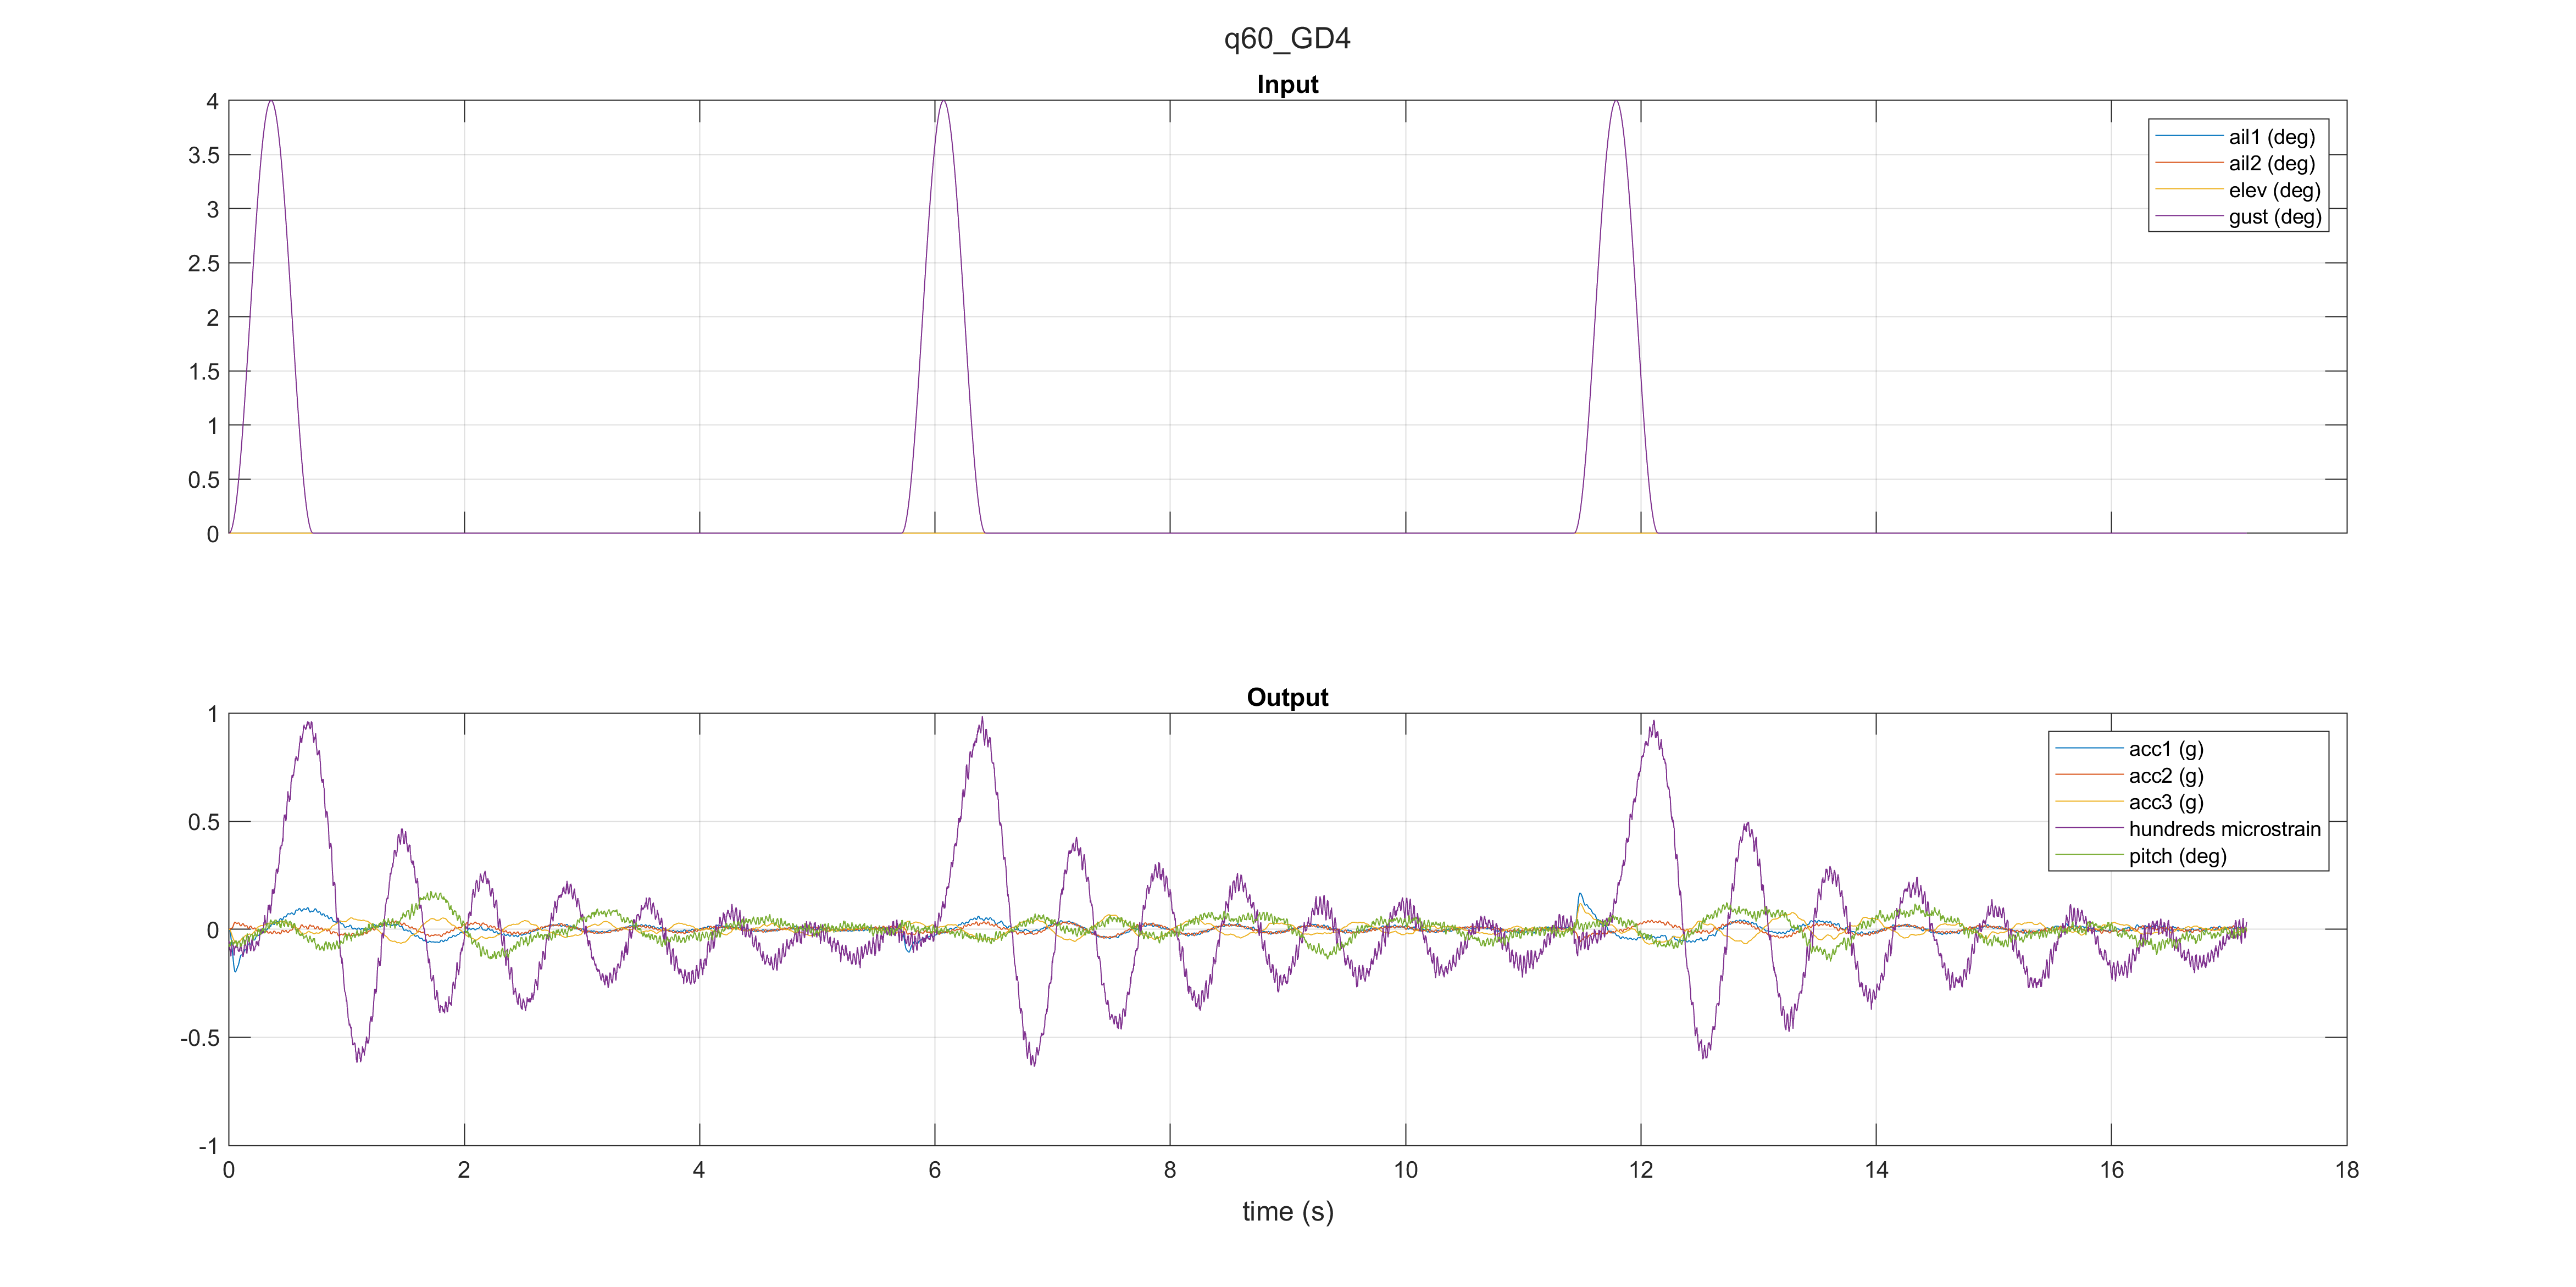 q60_GD4
Input
4
3.5
3
2.5
2
1.5
1
0.5
0
ail1 (deg)
ail2 (deg)
elev (deg)
gust (deg)
Output
1
0.5
0
-0.5
-1
acc1 (g)
acc2 (g)
acc3 (g)
hundreds microstrain
pitch (deg)
0 2 4 6 8 10 12 14 16 18
time (s)